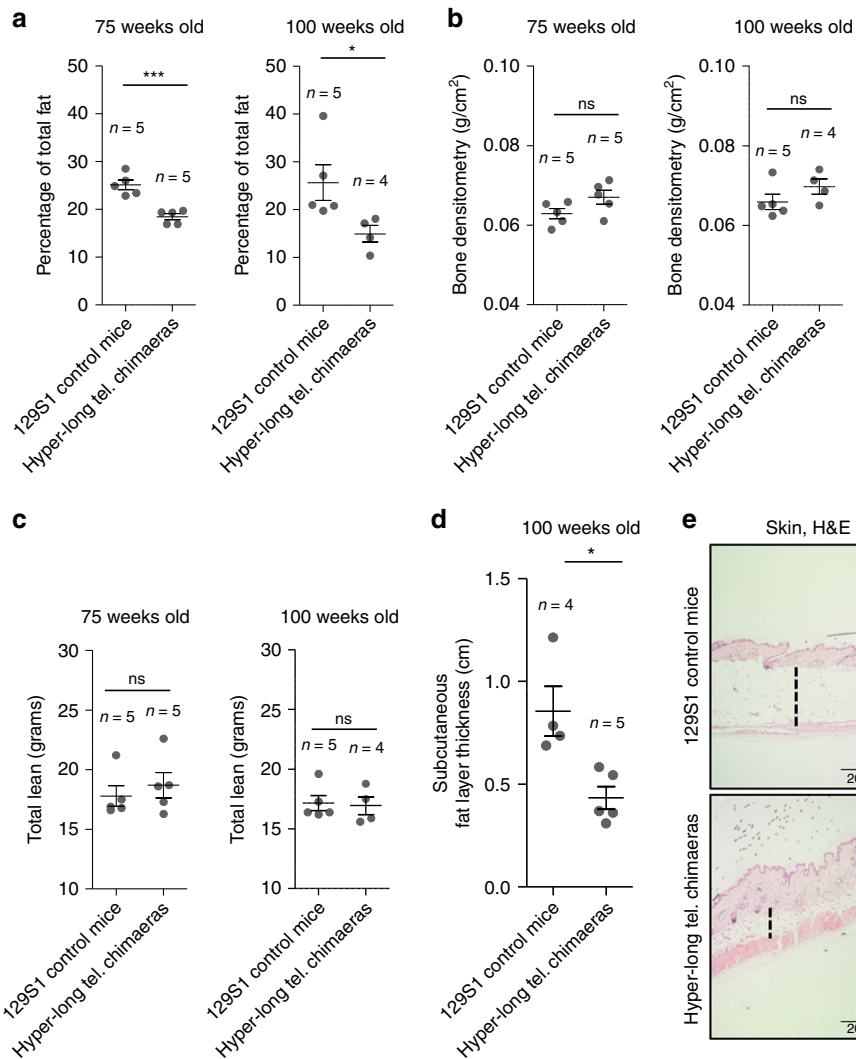 a
75 weeks old
100 weeks old
Percentage of total fat
50
40
30
20
10
0
***
n = 5
n = 5
129S1 control mice
Hyper-long tel. chimaeras
Percentage of total fat
50
40
30
20
10
0
*
n = 5
n = 4
129S1 control mice
Hyper-long tel. chimaeras
b
75 weeks old
100 weeks old
Bone densitometry (g/cm²)
0.10
0.08
0.06
0.04
ns
n = 5
n = 5
129S1 control mice
Hyper-long tel. chimaeras
Bone densitometry (g/cm²)
0.10
0.08
0.06
0.04
ns
n = 5
n = 4
129S1 control mice
Hyper-long tel. chimaeras
c
75 weeks old
100 weeks old
Total lean (grams)
30
25
20
15
10
ns
n = 5
n = 5
129S1 control mice
Hyper-long tel. chimaeras
Total lean (grams)
30
25
20
15
10
ns
n = 5
n = 4
129S1 control mice
Hyper-long tel. chimaeras
d
100 weeks old
Subcutaneous
fat layer thickness (cm)
1.5
1.0
0.5
0.0
*
n = 4
n = 5
129S1 control mice
Hyper-long tel. chimaeras
e
Skin, H&E
129S1 control mice
Hyper-long tel. chimaeras